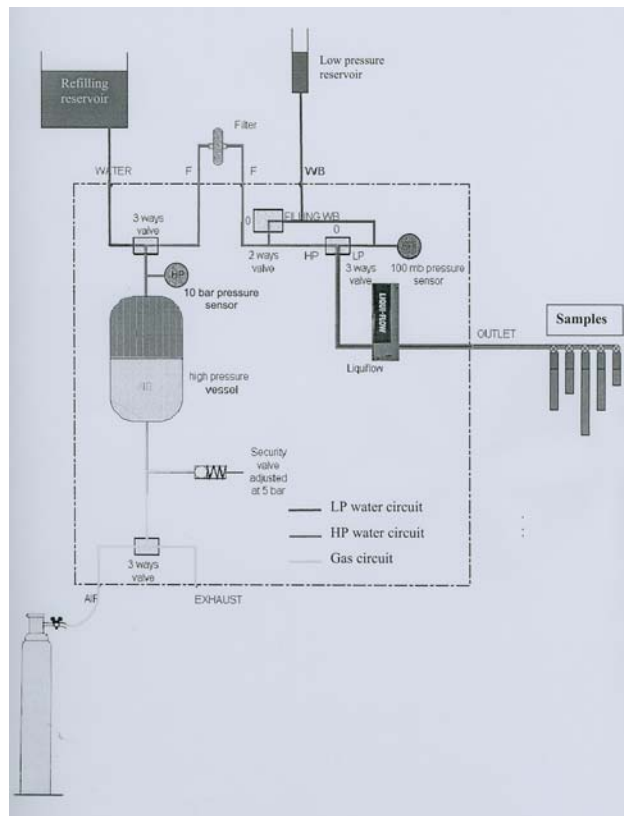 Refilling
reservoir
Low pressure
reservoir
Filter
WATER
F
F
WB
3 ways
valve
0
FILLING WB
0
2 ways
valve
HP
LP
3 ways
valve
100 mb pressure
sensor
HP
10 bar pressure
sensor
LIQUI-FLOW
Liquiflow
OUTLET
Samples
high pressure
vessel
Security
valve
adjusted
at 5 bar
LP water circuit
HP water circuit
Gas circuit
3 ways
valve
AIR
EXHAUST